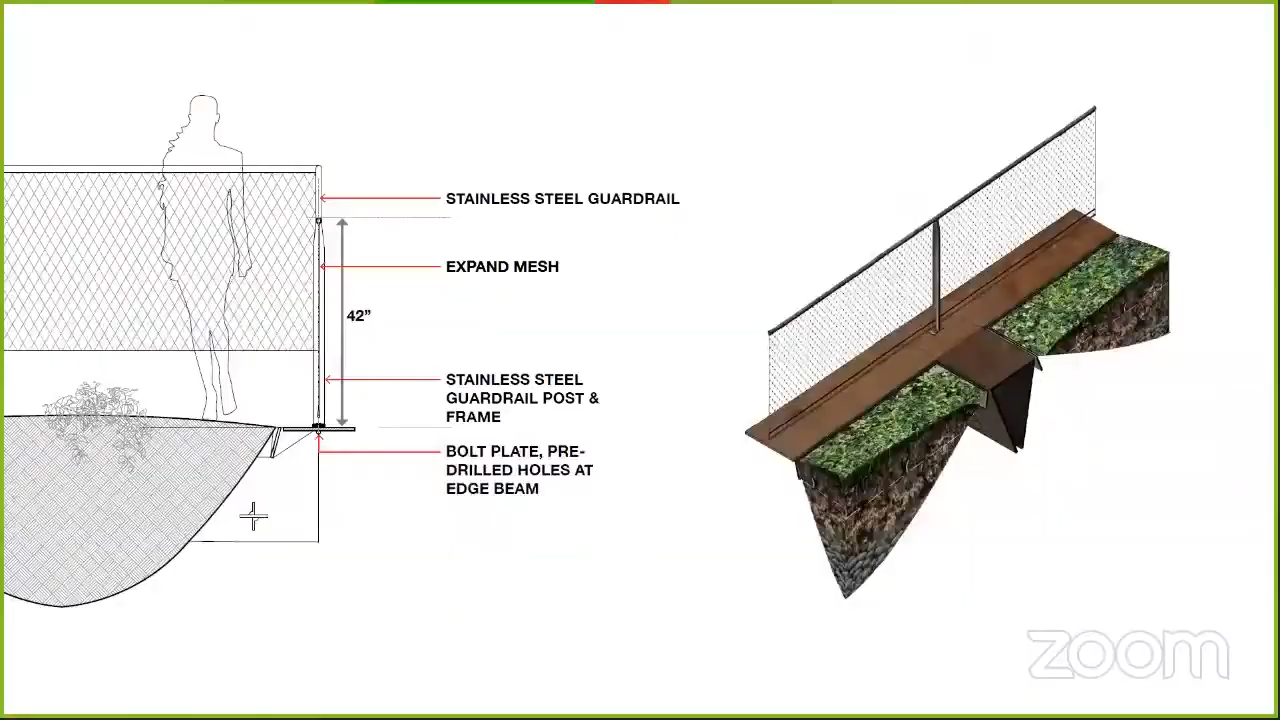 STAINLESS STEEL GUARDRAIL
EXPAND MESH
42”
STAINLESS STEEL
GUARDRAIL POST &
FRAME
BOLT PLATE, PRE-
DRILLED HOLES AT
EDGE BEAM
zoom